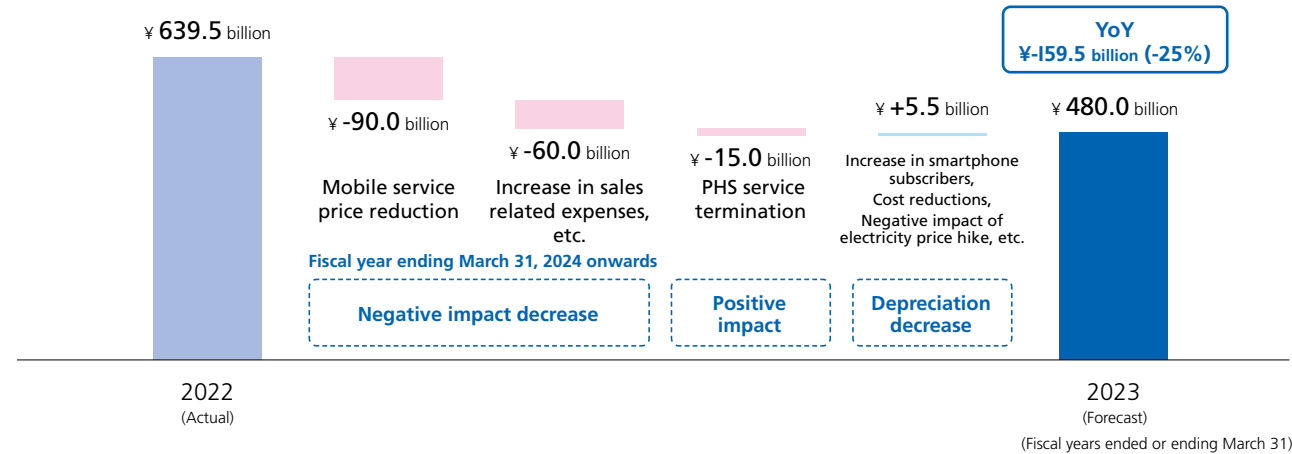 ¥ 639.5 billion
YoY
¥-159.5 billion (-25%)
¥ -90.0 billion
Mobile service
price reduction
¥ -60.0 billion
Increase in sales
related expenses,
etc.
¥ -15.0 billion
PHS service
termination
¥ +5.5 billion
Increase in smartphone
subscribers,
Cost reductions,
Negative impact of
electricity price hike, etc.
¥ 480.0 billion
Fiscal year ending March 31, 2024 onwards
Negative impact decrease
Positive
impact
Depreciation
decrease
2022
(Actual)
2023
(Forecast)
(Fiscal years ended or ending March 31)